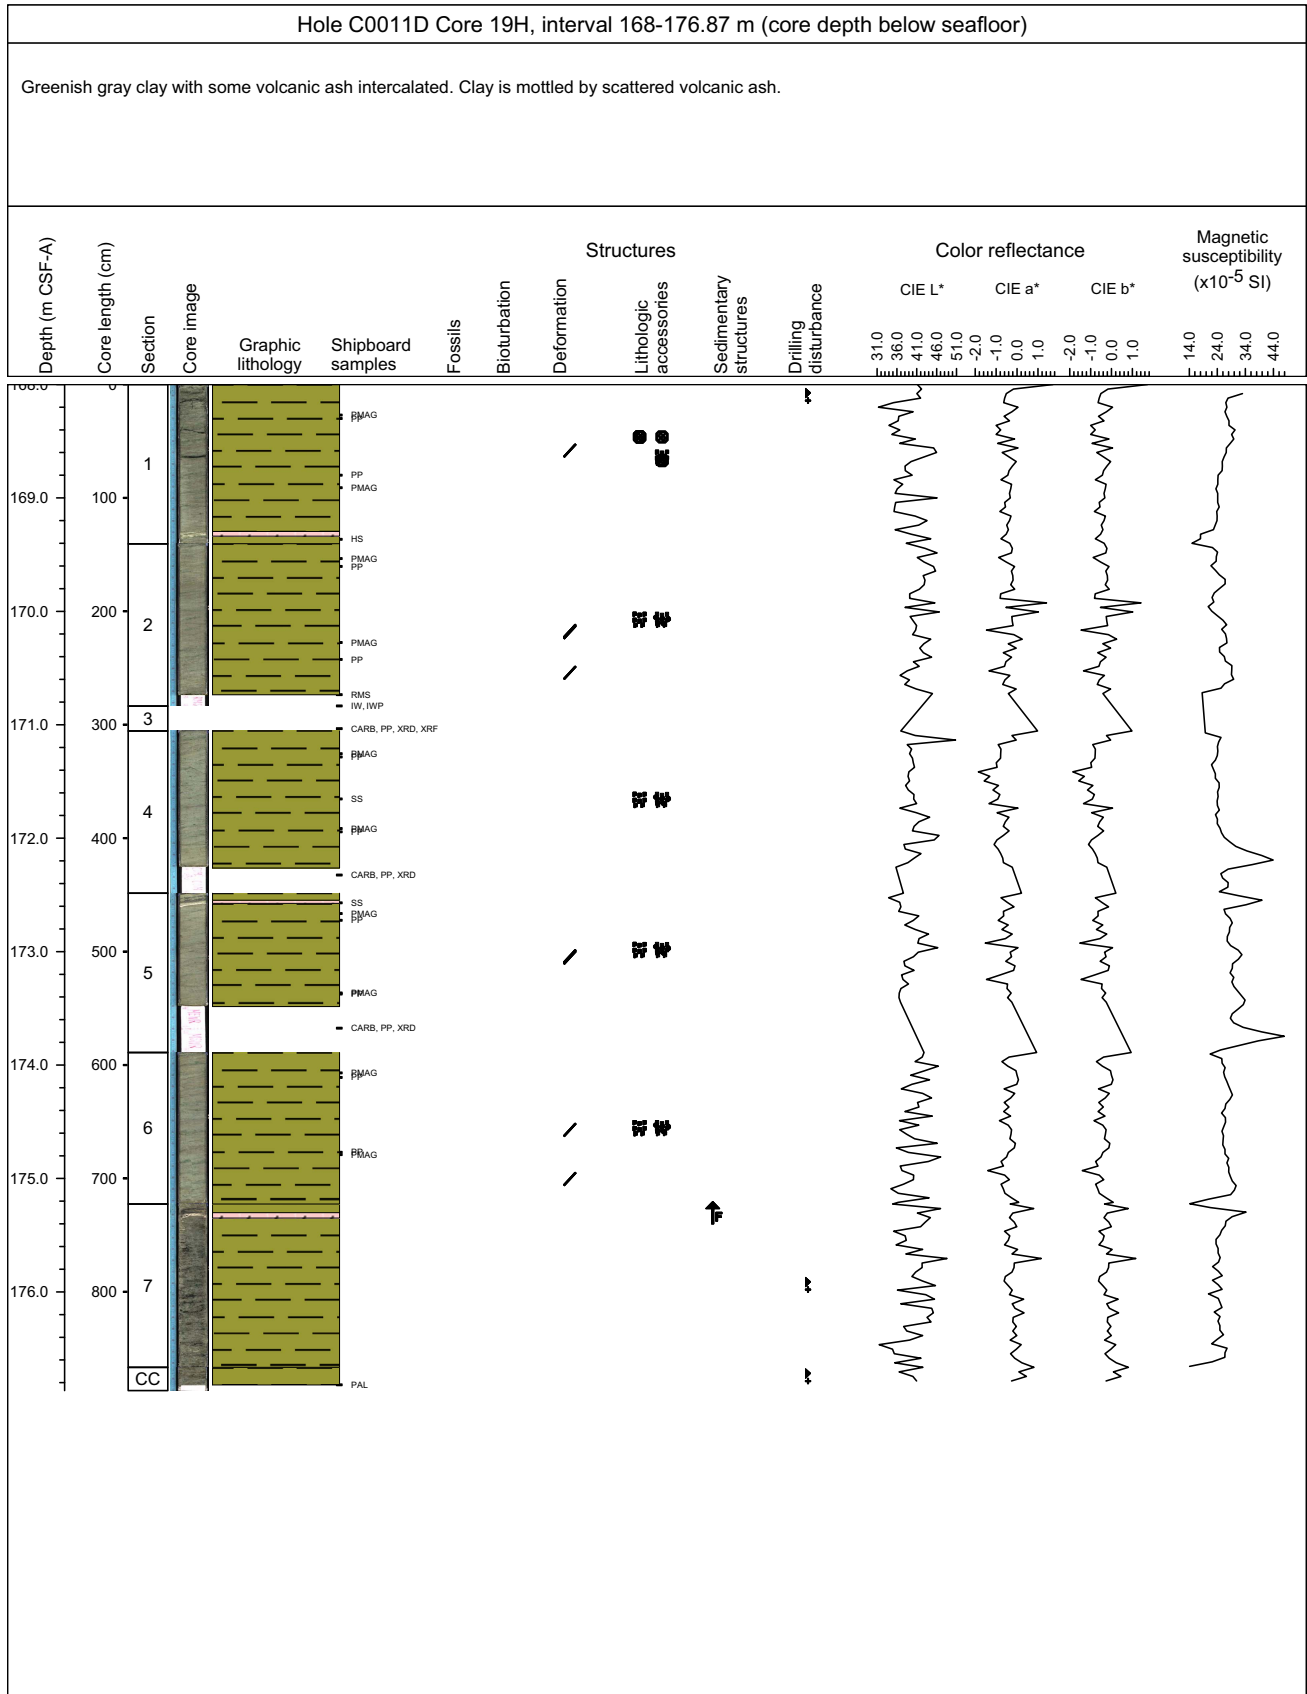 Hole C0011D Core 19H, interval 168-176.87 m (core depth below seafloor)
Greenish gray clay with some volcanic ash intercalated. Clay is mottled by scattered volcanic ash.
Depth (m CSF-A)
Core length (cm)
Section
Core image
Graphic
lithology
Shipboard
samples
Fossils
Bioturbation
Structures
Deformation
Lithologic
accessories
Sedimentary
structures
Drilling
disturbance
Color reflectance
CIE L*
31.0 36.0 41.0 46.0 51.0
CIE a*
-2.0 -1.0 0.0 1.0
CIE b*
-2.0 -1.0 0.0 1.0
Magnetic
susceptibility
(x10-5 SI)
14.0 24.0 34.0 44.0
168.0 0
PMAG
PP
1
PP
PMAG
169.0 100
HS
PMAG
PP
170.0 200
2
PMAG
PP
RMS
IW, IWP
3
171.0 300
CARB, PP, XRD, XRF
PMAG
PP
SS
4
PMAG
PP
172.0 400
CARB, PP, XRD
SS
PMAG
PP
173.0 500
5
PP
PMAG
CARB, PP, XRD
174.0 600
PMAG
PP
6
PP
PMAG
175.0 700
F
7
176.0 800
CC
PAL